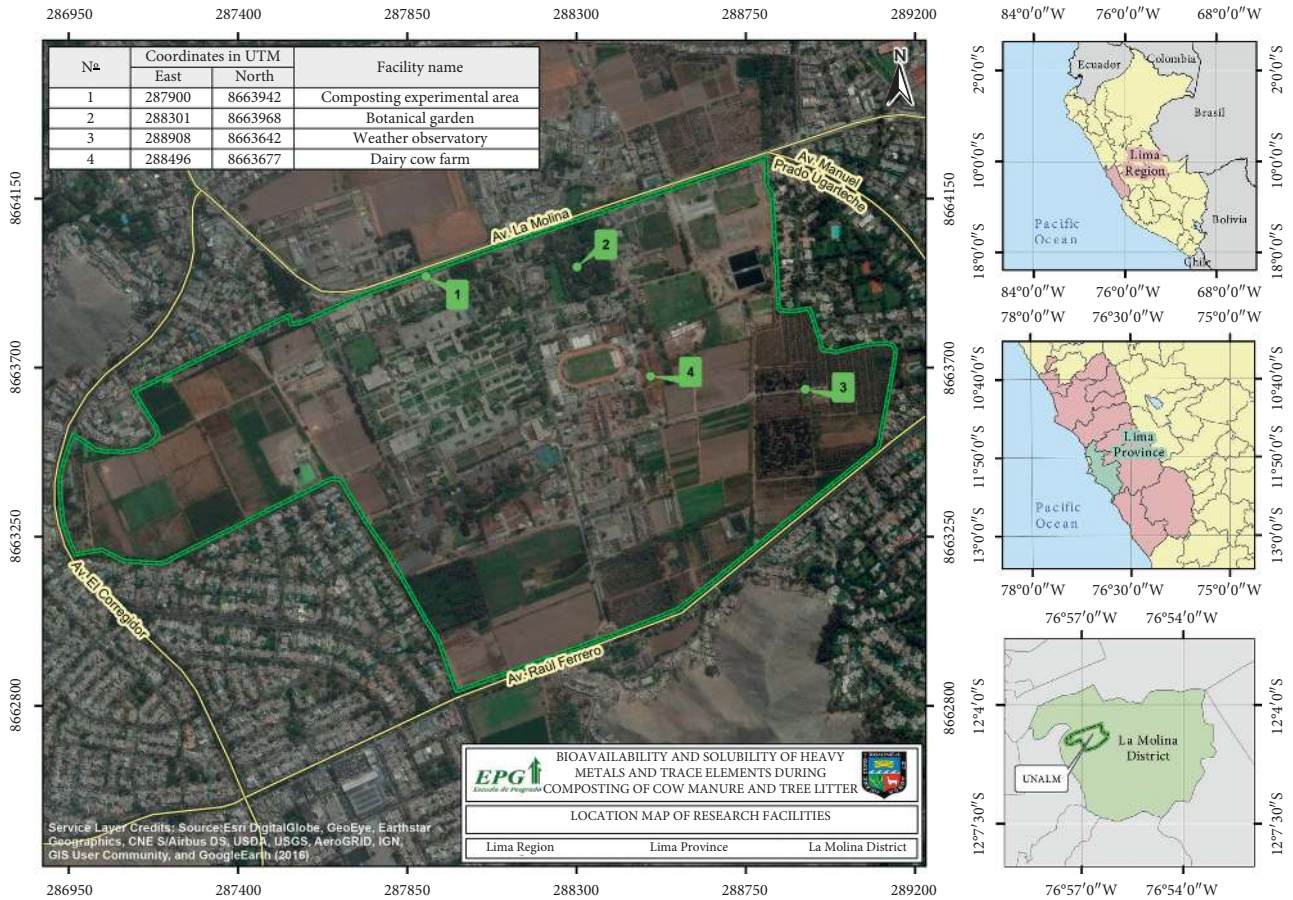 286950 287400 287850 288300 288750 289200
Nº Coordinates in UTM Facility name
East North
1 287900 8663942 Composting experimental area
2 288301 8663968 Botanical garden
3 288908 8663642 Weather observatory
4 288496 8663677 Dairy cow farm
N
8664150
8663700
8663250
8662800
Av. La Molina
Av. Manuel
Prado Ugarteche
2
1
4
3
Av. El Corregidor
Av. Raúl Ferrero
8664150
8663700
8663250
8662800
EPG
Escuela de Posgrado
BIOAVAILABILITY AND SOLUBILITY OF HEAVY
METALS AND TRACE ELEMENTS DURING
COMPOSTING OF COW MANURE AND TREE LITTER
LOCATION MAP OF RESEARCH FACILITIES
Lima Region Lima Province La Molina District
Service Layer Credits: Source:Esri DigitalGlobe, GeoEye, Earthstar
Geographics, CNE S/Airbus DS, USDA, USGS, AeroGRID, IGN,
GIS User Community, and GoogleEarth (2016)
286950 287400 287850 288300 288750 289200
84°0′0″W 76°0′0″W 68°0′0″W
2°0′0″S
10°0′0″S
18°0′0″S
Ecuador
Colombia
Brasil
Lima
Region
Pacific
Ocean
Bolivia
Chile
2°0′0″S
10°0′0″S
18°0′0″S
84°0′0″W 76°0′0″W 68°0′0″W
78°0′0″W 76°30′0″W 75°0′0″W
10°40′0″S
11°50′0″S
13°0′0″S
Lima
Province
Pacific
Ocean
10°40′0″S
11°50′0″S
13°0′0″S
78°0′0″W 76°30′0″W 75°0′0″W
76°57′0″W 76°54′0″W
12°4′0″S
12°7′30″S
La Molina
District
UNALM
12°4′0″S
12°7′30″S
76°57′0″W 76°54′0″W